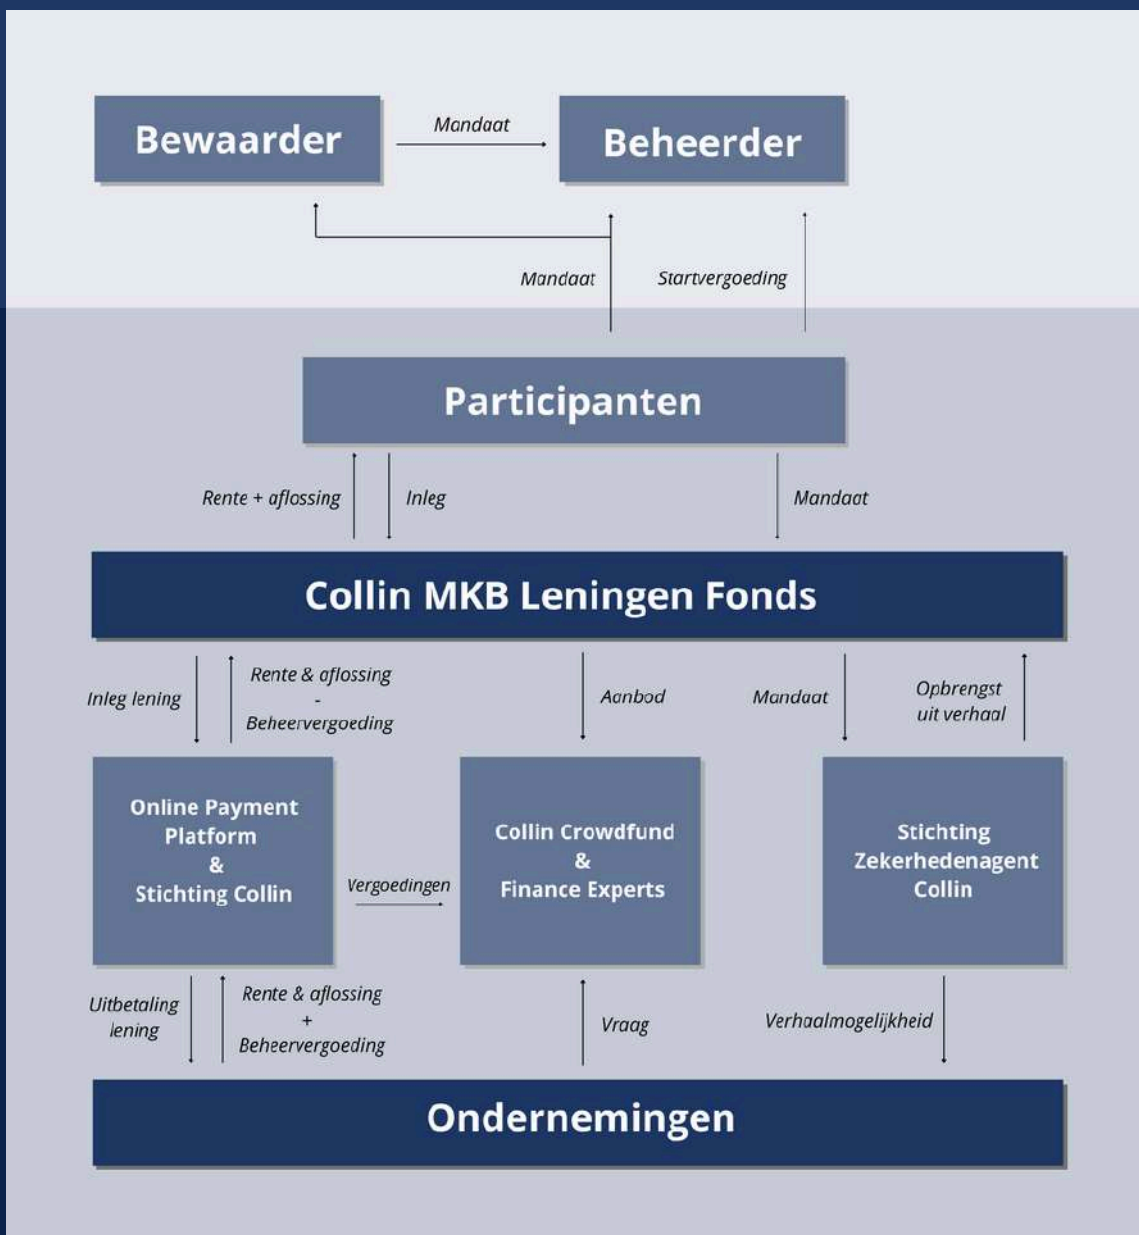 Bewaarder
Mandaat
Beheerder
Mandaat
Startvergoeding
Participanten
Rente + aflossing
Inleg
Mandaat
Collin MKB Leningen Fonds
Inleg lening
Rente & aflossing
-
Beheervergoeding
Aanbod
Mandaat
Opbrengst
uit verhaal
Online Payment
Platform
&
Stichting Collin
Vergoedingen
Collin Crowdfund
&
Finance Experts
Stichting
Zekerhedenagent
Collin
Uitbetaling
lening
Rente & aflossing
+
Beheervergoeding
Vraag
Verhaalmogelijkheid
Ondernemingen